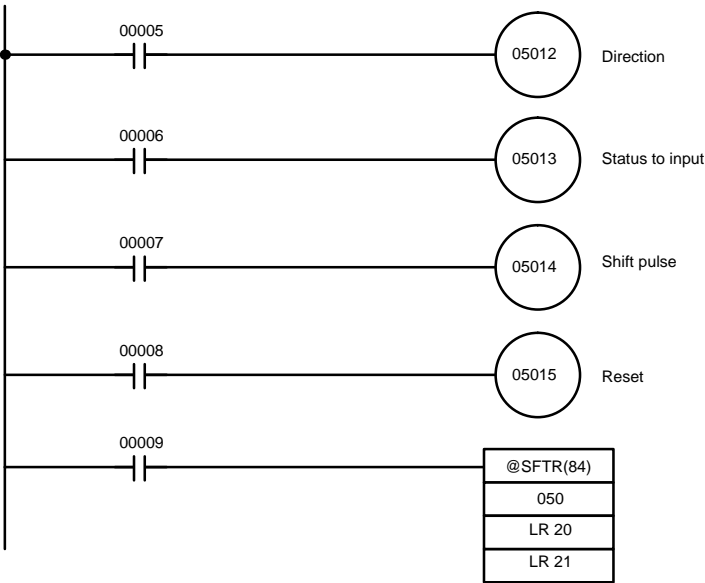 00005
05012 Direction
00006
05013 Status to input
00007
05014 Shift pulse
00008
05015 Reset
00009
@SFTR(84)
050
LR 20
LR 21